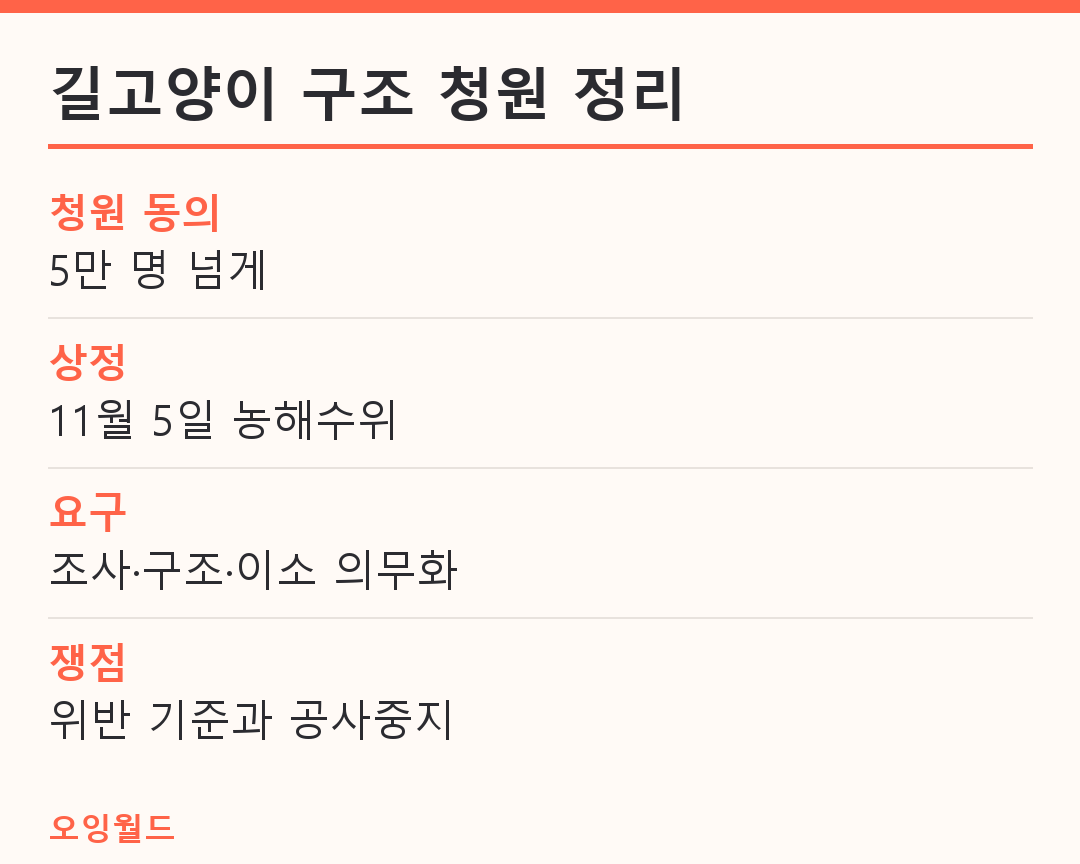 길고양이 구조 청원 정리
청원 동의
5만 명 넘게
상정
11월 5일 농해수위
요구
조사·구조·이소 의무화
쟁점
위반 기준과 공사중지
오잉월드